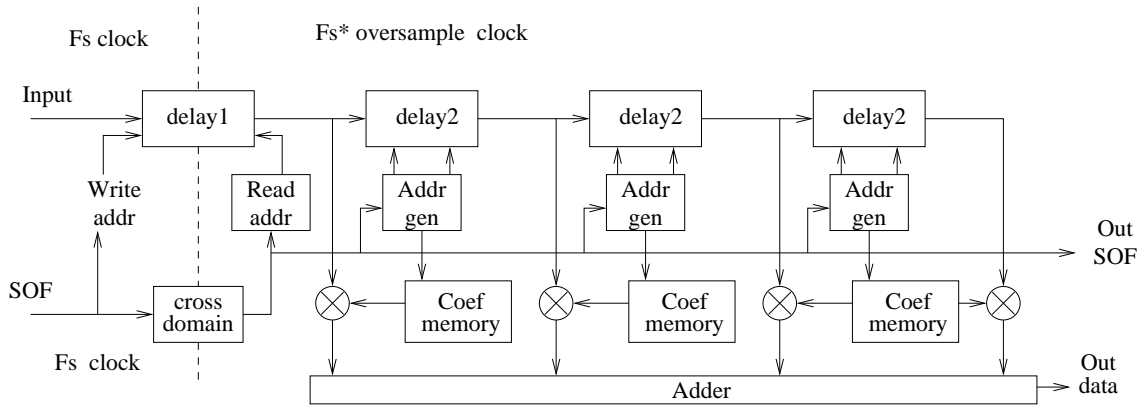 Fs clock
Fs* oversample clock
Input
delay1
delay2
delay2
delay2
Write
addr
Read
addr
Addr
gen
Addr
gen
Addr
gen
Out
SOF
SOF
cross
domain
Coef
memory
Coef
memory
Coef
memory
Fs clock
Adder
Out
data